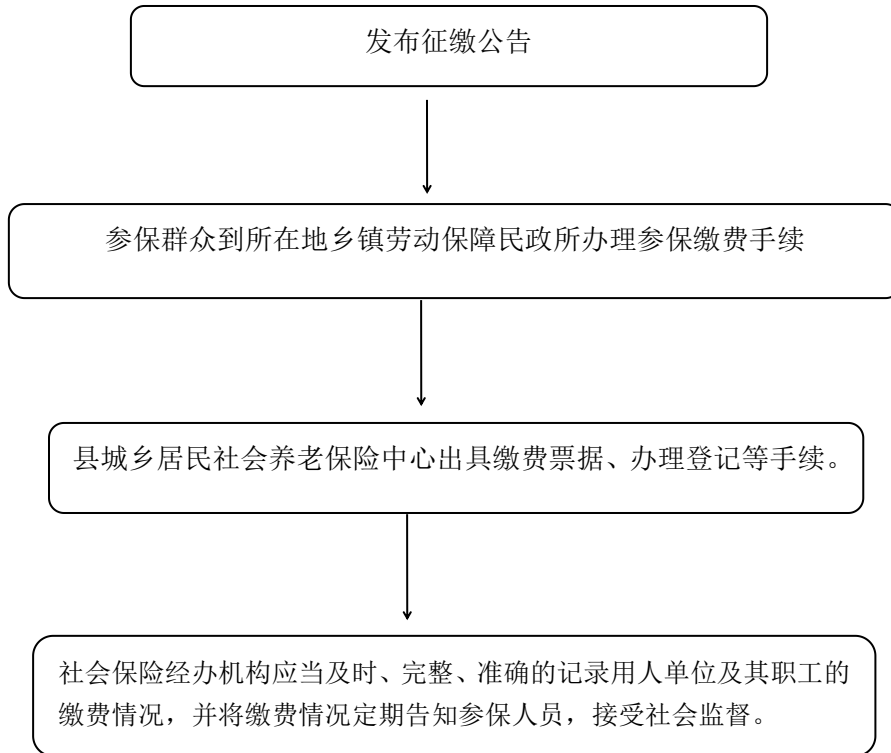 发布征缴公告
参保群众到所在地乡镇劳动保障民政所办理参保缴费手续
县城乡居民社会养老保险中心出具缴费票据、办理登记等手续。
社会保险经办机构应当及时、完整、准确的记录用人单位及其职工的
缴费情况，并将缴费情况定期告知参保人员，接受社会监督。